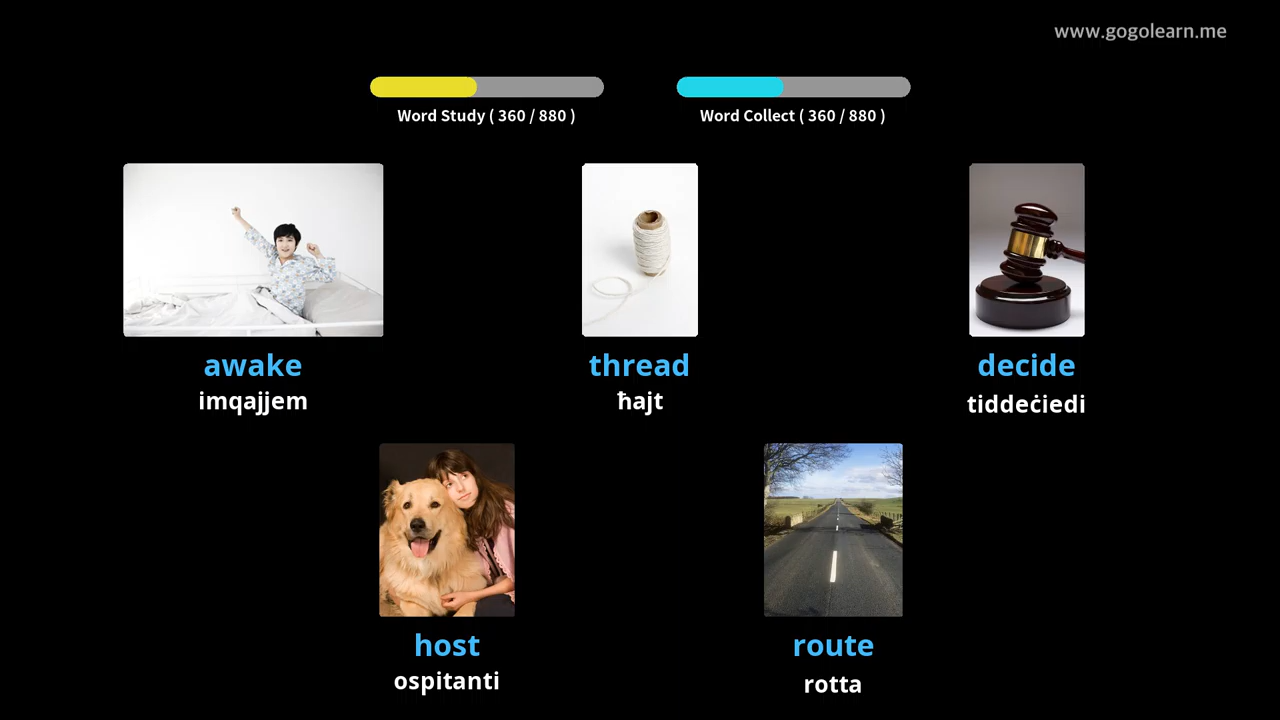 www.gogolearn.me
Word Study ( 360 / 880 )
Word Collect ( 360 / 880 )
awake
imqajjem
thread
ħajt
decide
tiddeċiedi
host
ospitanti
route
rotta